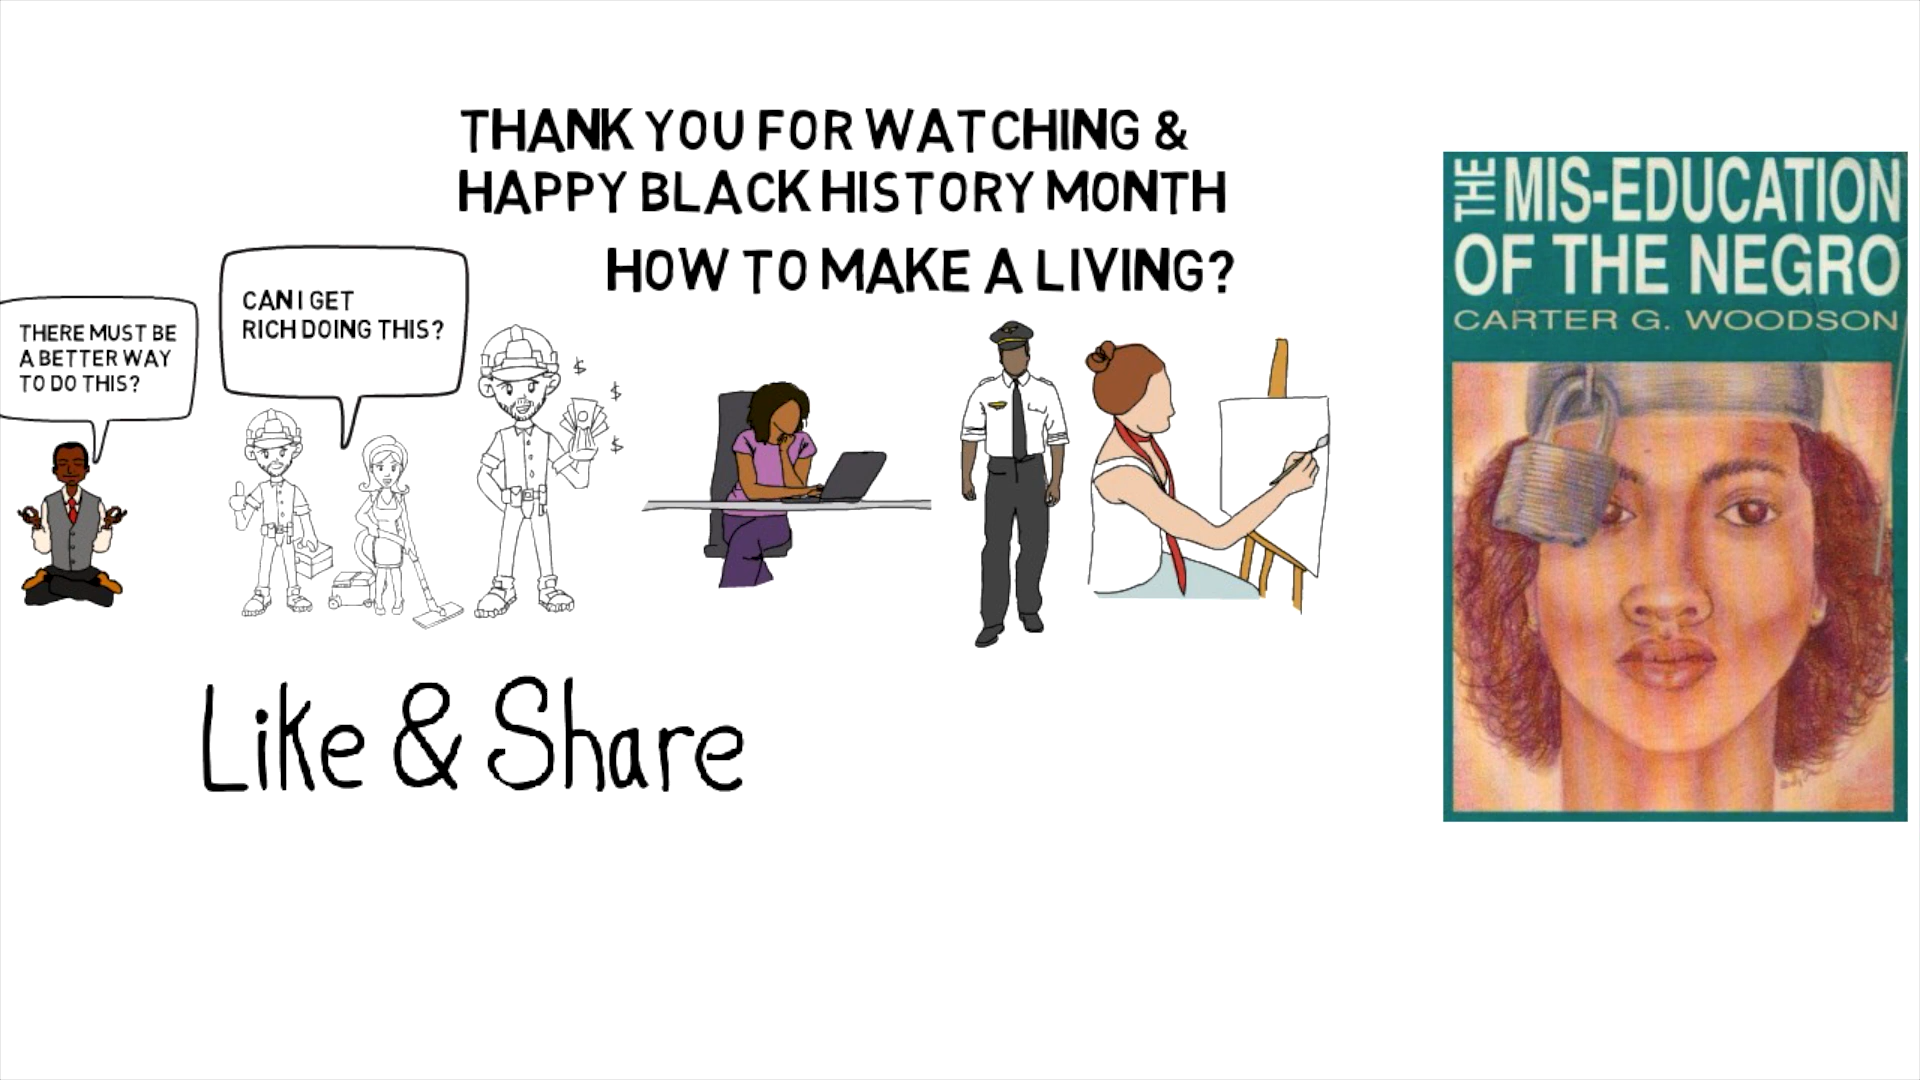 THANK YOU FOR WATCHING &
HAPPY BLACK HISTORY MONTH
HOW TO MAKE A LIVING?
THERE MUST BE
A BETTER WAY
TO DO THIS?
CAN I GET
RICH DOING THIS?
$
$
$
Like & Share
THE MIS-EDUCATION
OF THE NEGRO
CARTER G. WOODSON